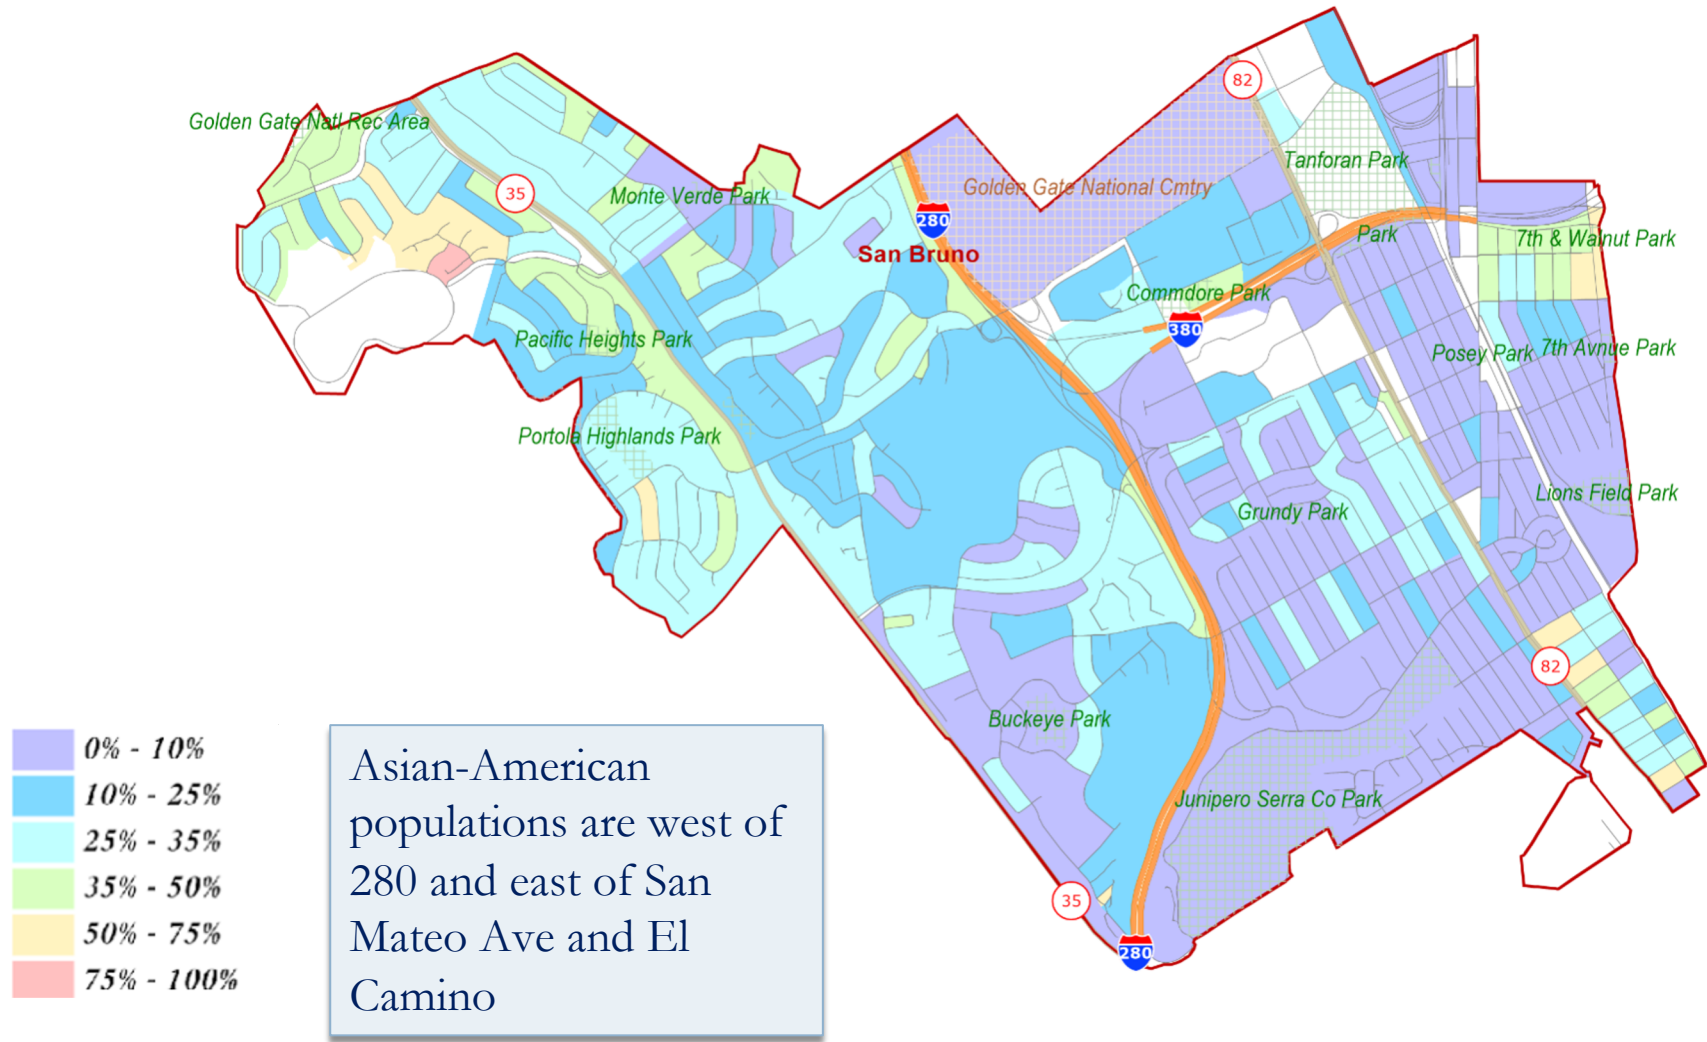 82
Golden Gate Natl Rec Area
Tanforan Park
35
Monte Verde Park
Golden Gate National Cmtry
280
Park
7th & Walnut Park
San Bruno
Commdore Park
380
Pacific Heights Park
Posey Park
7th Avnue Park
Portola Highlands Park
Lions Field Park
Grundy Park
82
Buckeye Park
Junipero Serra Co Park
35
280
0% - 10%
10% - 25%
25% - 35%
35% - 50%
50% - 75%
75% - 100%
Asian-American
populations are west of
280 and east of San
Mateo Ave and El
Camino